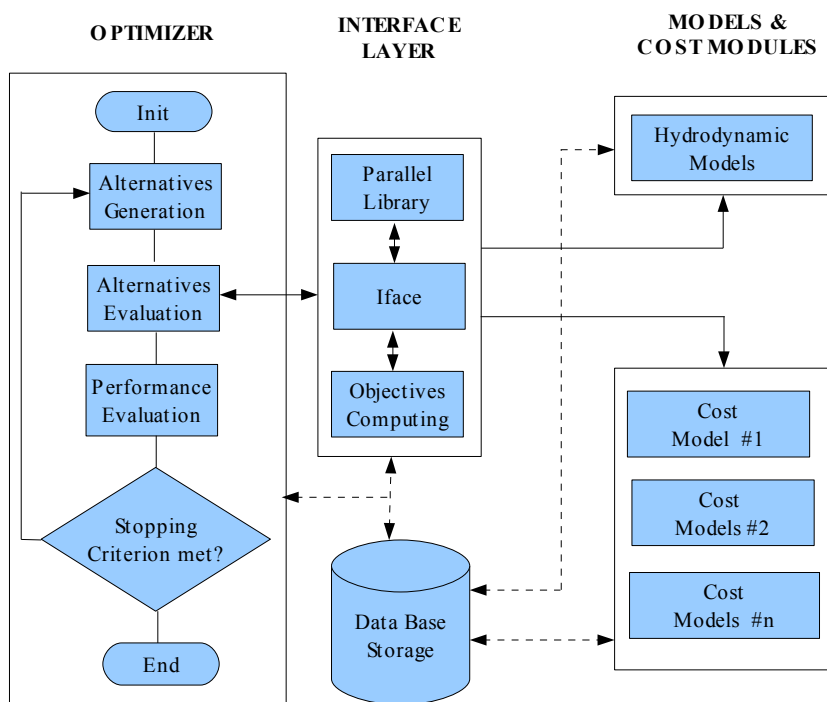 OPTIMIZER
Init
Alternatives
Generation
Alternatives
Evaluation
Performance
Evaluation
Stopping
Criterion met?
End
INTERFACE
LAYER
Parallel
Library
Iface
Objectives
Computing
Data Base
Storage
MODELS &
COST MODULES
Hydrodynamic
Models
Cost
Model #1
Cost
Models #2
Cost
Models #n